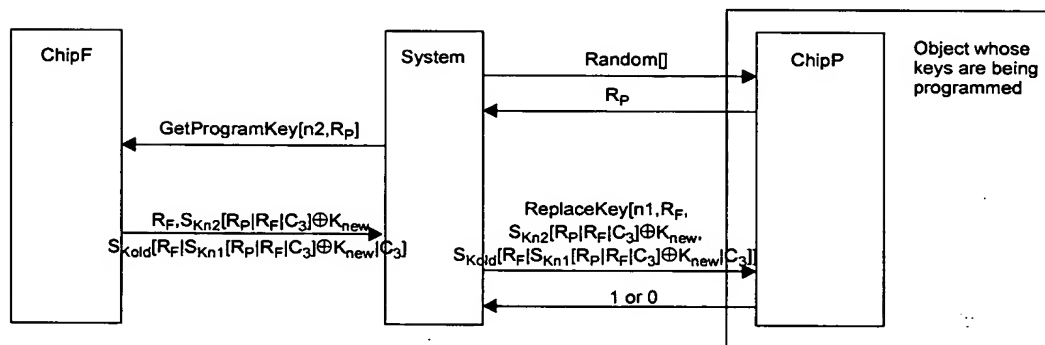 ChipF
System
ChipP
Object whose
keys are being
programmed
Random[]
R_P
GetProgramKey[n2,R_P]
R_F,S_Kn2[R_P|R_F|C_3]⊕K_new
S_Kold[R_F|S_Kn1[R_P|R_F|C_3]⊕K_new|C_3]
ReplaceKey[n1,R_F,
S_Kn2[R_P|R_F|C_3]⊕K_new,
S_Kold[R_F|S_Kn1[R_P|R_F|C_3]⊕K_new|C_3]]
1 or 0